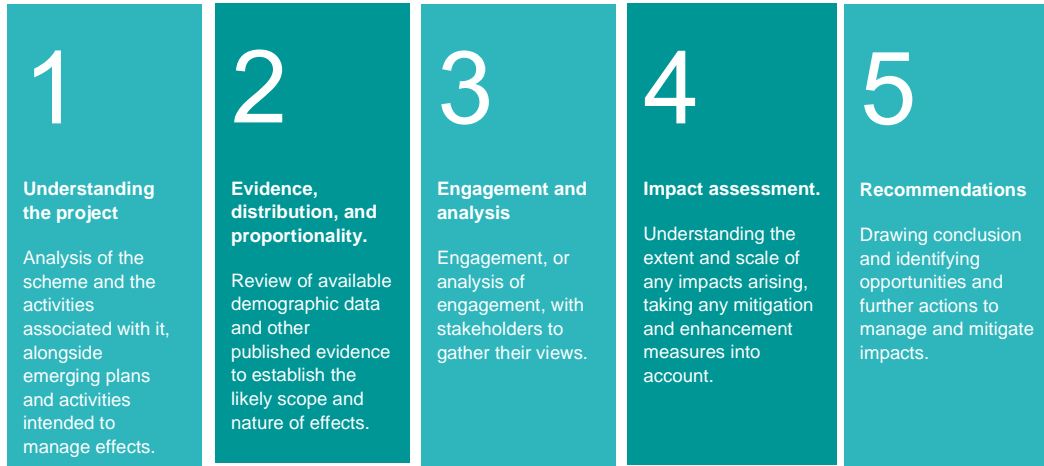 1
Understanding
the project
Analysis of the
scheme and the
activities
associated with it,
alongside
emerging plans
and activities
intended to
manage effects.
2
Evidence,
distribution, and
proportionality.
Review of available
demographic data
and other
published evidence
to establish the
likely scope and
nature of effects.
3
Engagement and
analysis
Engagement, or
analysis of
engagement, with
stakeholders to
gather their views.
4
Impact assessment.
Understanding the
extent and scale of
any impacts arising,
taking any mitigation
and enhancement
measures into
account.
5
Recommendations
Drawing conclusion
and identifying
opportunities and
further actions to
manage and mitigate
impacts.